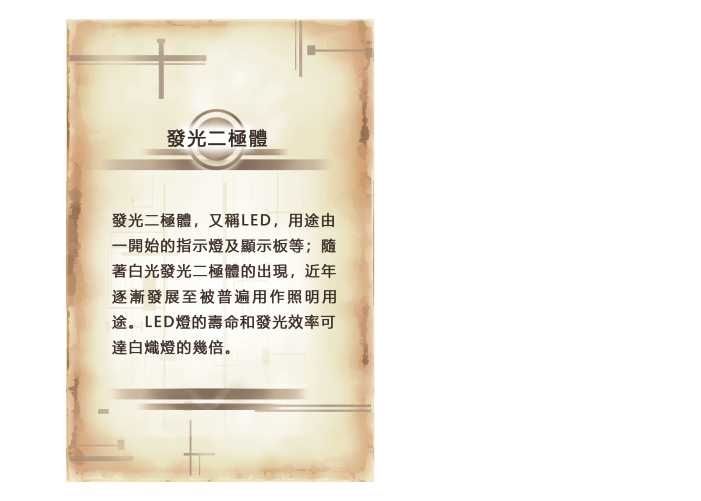 發光二極體
發光二極體，又稱LED，用途由
一開始的指示燈及顯示板等；隨
著白光發光二極體的出現，近年
逐漸發展至被普遍用作照明用
途。LED燈的壽命和發光效率可
達白熾燈的幾倍。